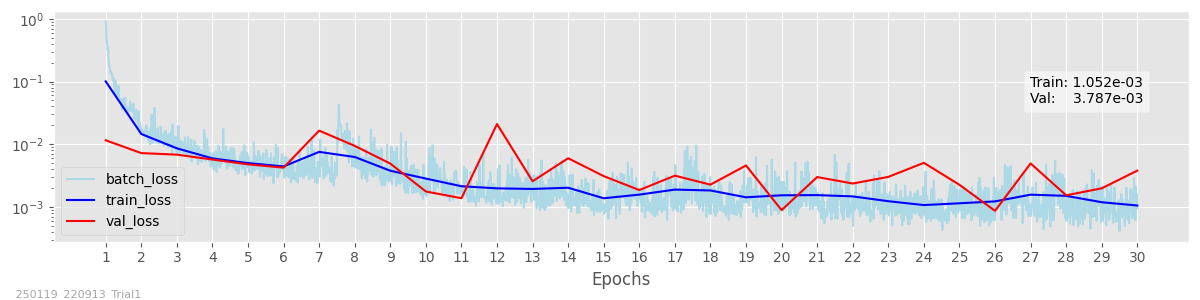 10⁰
10⁻¹
10⁻²
10⁻³
Train: 1.052e-03
Val: 3.787e-03
batch_loss
train_loss
val_loss
1 2 3 4 5 6 7 8 9 10 11 12 13 14 15 16 17 18 19 20 21 22 23 24 25 26 27 28 29 30
Epochs
250119_220913_Trial1